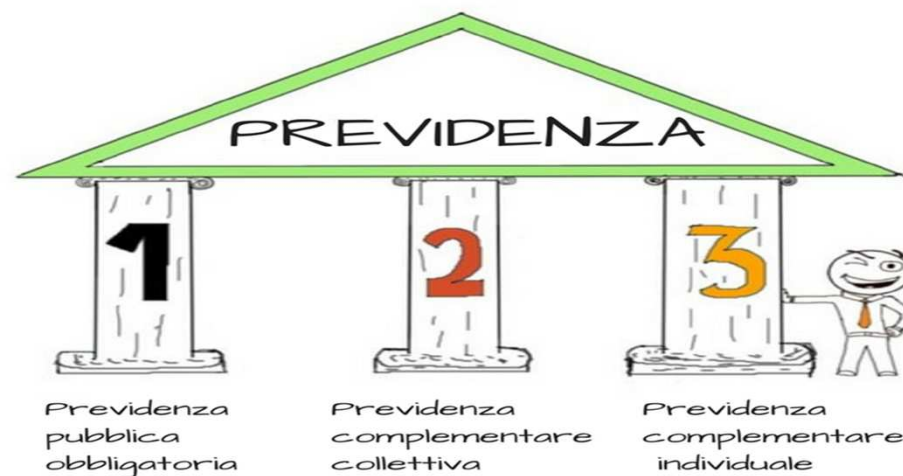 PREVIDENZA
1
2
3
Previdenza
pubblica
obbligatoria
Previdenza
complementare
collettiva
Previdenza
complementare
individuale